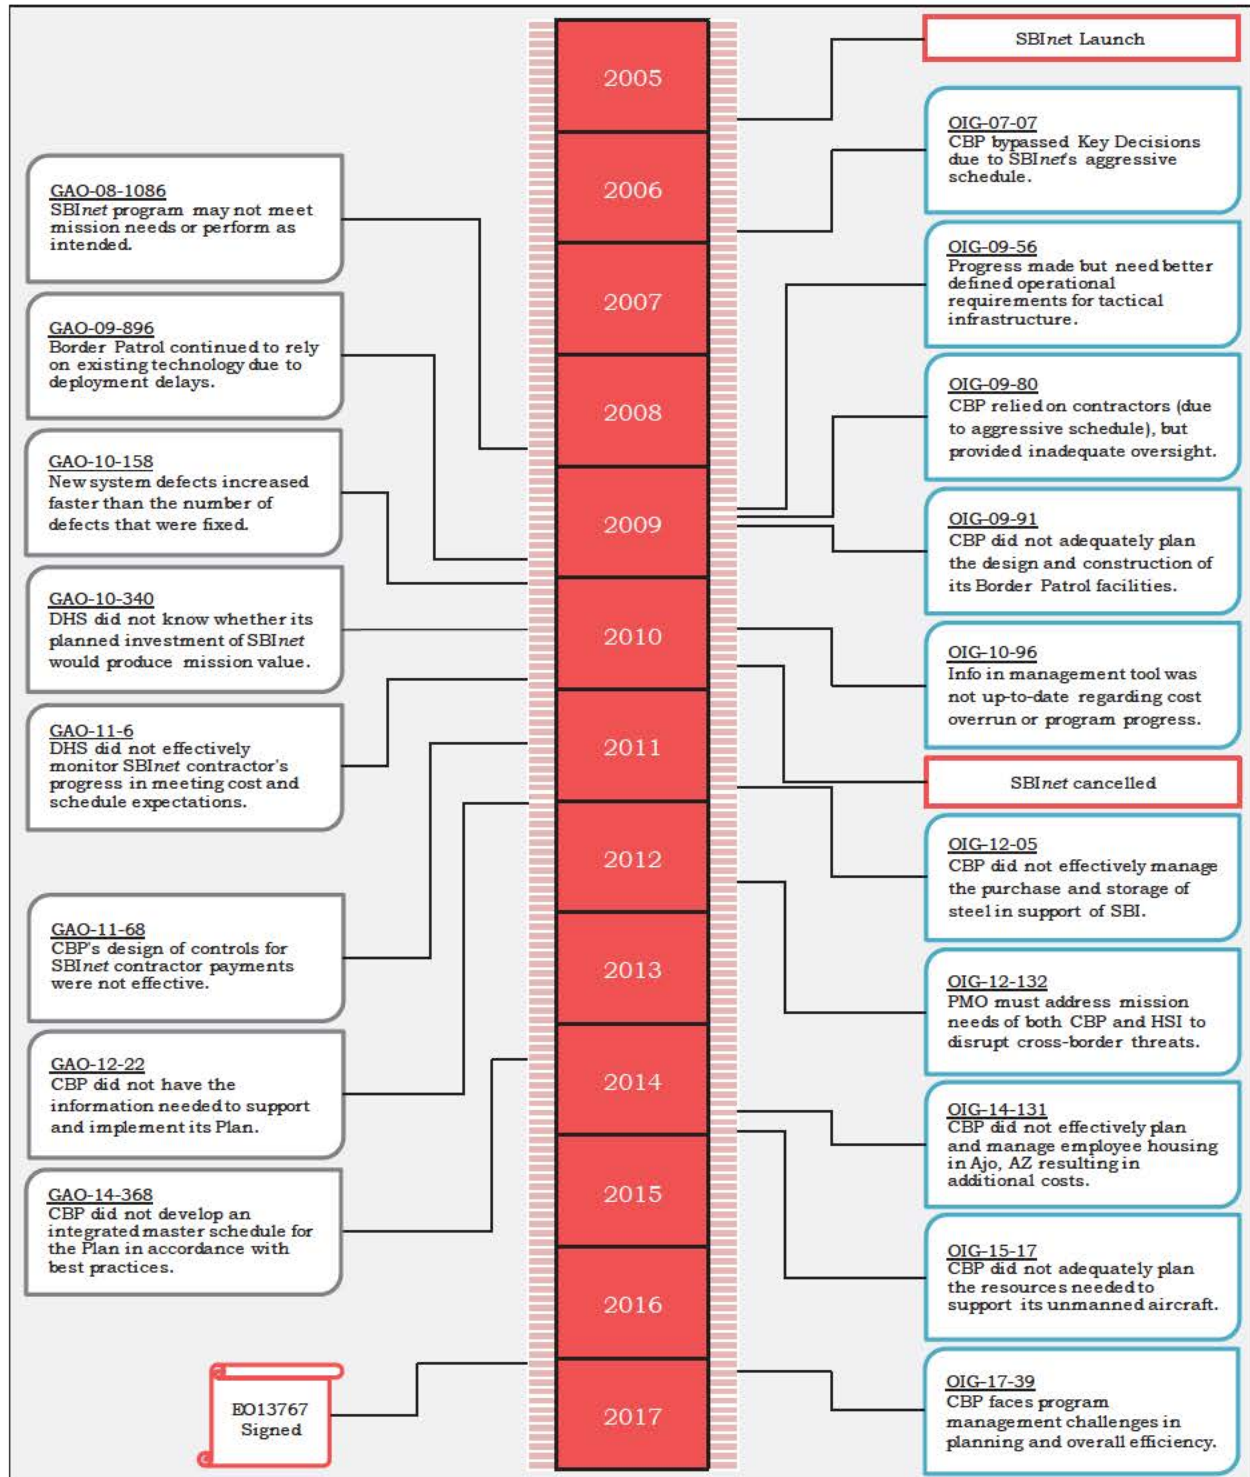 2005
2006
2007
2008
2009
2010
2011
2012
2013
2014
2015
2016
2017
GAO-08-1086
SBInet program may not meet
mission needs or perform as
intended.
GAO-09-896
Border Patrol continued to rely
on existing technology due to
deployment delays.
GAO-10-158
New system defects increased
faster than the number of
defects that were fixed.
GAO-10-340
DHS did not know whether its
planned investment of SBInet
would produce mission value.
GAO-11-6
DHS did not effectively
monitor SBInet contractor's
progress in meeting cost and
schedule expectations.
GAO-11-68
CBP's design of controls for
SBInet contractor payments
were not effective.
GAO-12-22
CBP did not have the
information needed to support
and implement its Plan.
GAO-14-368
CBP did not develop an
integrated master schedule for
the Plan in accordance with
best practices.
EO13767
Signed
SBInet Launch
OIG-07-07
CBP bypassed Key Decisions
due to SBInet's aggressive
schedule.
OIG-09-56
Progress made but need better
defined operational
requirements for tactical
infrastructure.
OIG-09-80
CBP relied on contractors (due
to aggressive schedule), but
provided inadequate oversight.
OIG-09-91
CBP did not adequately plan
the design and construction of
its Border Patrol facilities.
OIG-10-96
Info in management tool was
not up-to-date regarding cost
overrun or program progress.
SBInet cancelled
OIG-12-05
CBP did not effectively manage
the purchase and storage of
steel in support of SBI.
OIG-12-132
PMO must address mission
needs of both CBP and HSI to
disrupt cross-border threats.
OIG-14-131
CBP did not effectively plan
and manage employee housing
in Ajo, AZ resulting in
additional costs.
OIG-15-17
CBP did not adequately plan
the resources needed to
support its unmanned aircraft.
OIG-17-39
CBP faces program
management challenges in
planning and overall efficiency.